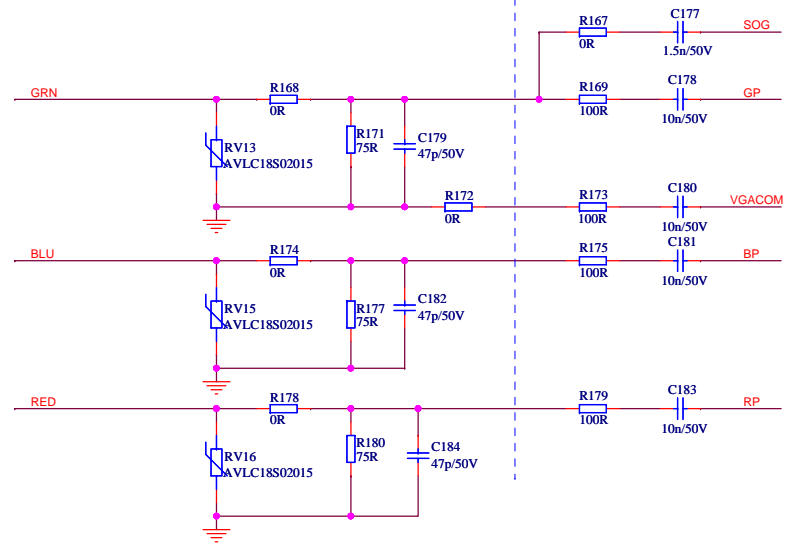 R167
0R
C177
1.5n/50V
SOG
GRN
R168
0R
R169
100R
C178
10n/50V
GP
RV13
AVLC18S02015
R171
75R
C179
47p/50V
R172
0R
R173
100R
C180
10n/50V
VGACOM
BLU
R174
0R
R175
100R
C181
10n/50V
BP
RV15
AVLC18S02015
R177
75R
C182
47p/50V
RED
R178
0R
R179
100R
C183
10n/50V
RP
RV16
AVLC18S02015
R180
75R
C184
47p/50V